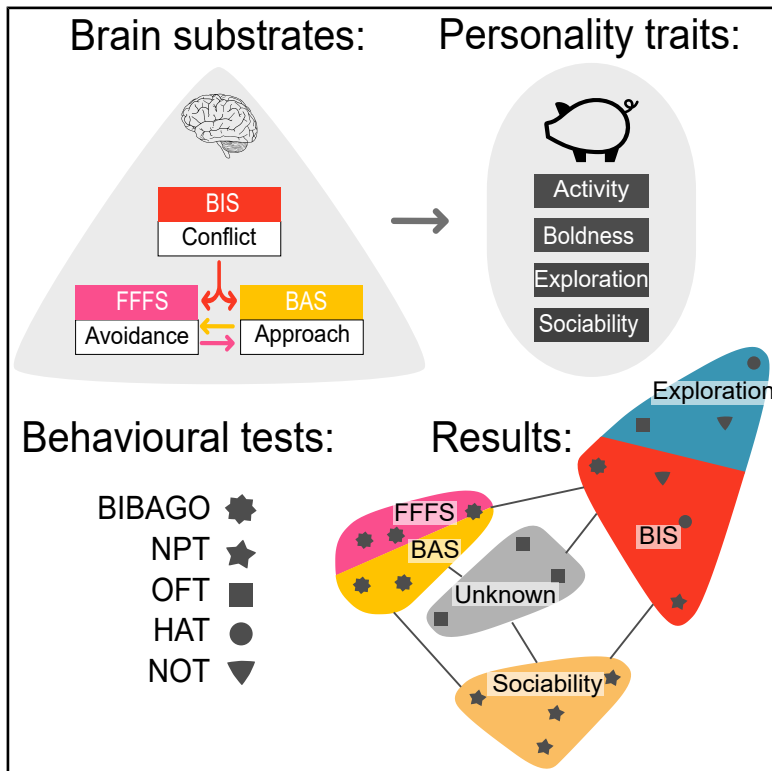 Brain substrates:
Personality traits:
BIS
Conflict
FFFS
Avoidance
BAS
Approach
Activity
Boldness
Exploration
Sociability
Behavioural tests:
BIBAGO
NPT
OFT
HAT
NOT
Results:
Exploration
FFFS
BAS
BIS
Unknown
Sociability